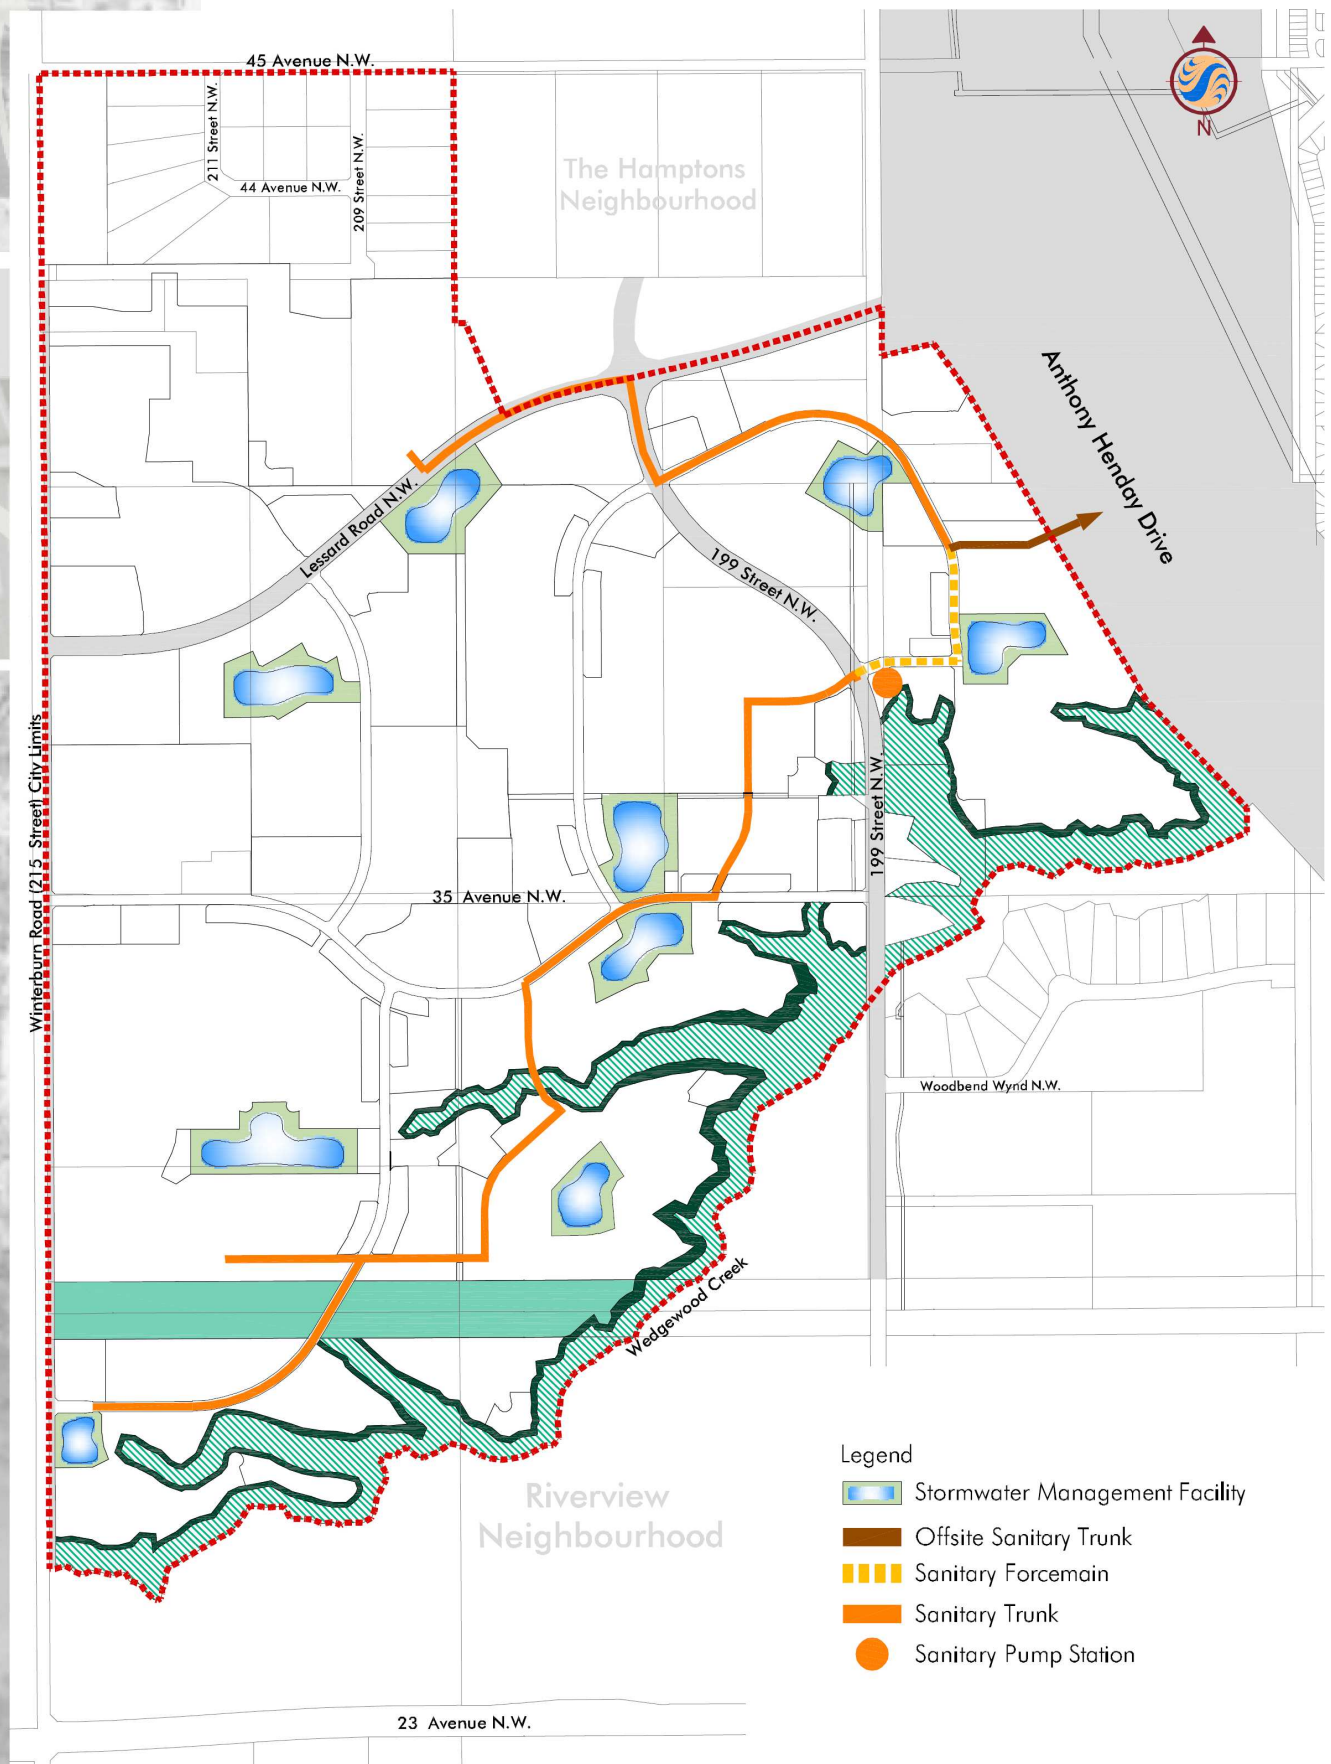 45 Avenue N.W.
211 Street N.W.
209 Street N.W.
44 Avenue N.W.
The Hamptons
Neighbourhood
N
Anthony Henday Drive
Lessard Road N.W.
199 Street N.W.
Winterburn Road (215 Street) City Limits
199 Street N.W.
35 Avenue N.W.
Woodbend Wynd N.W.
Wedgewood Creek
Riverview
Neighbourhood
Legend
Stormwater Management Facility
Offsite Sanitary Trunk
Sanitary Forcemain
Sanitary Trunk
Sanitary Pump Station
23 Avenue N.W.